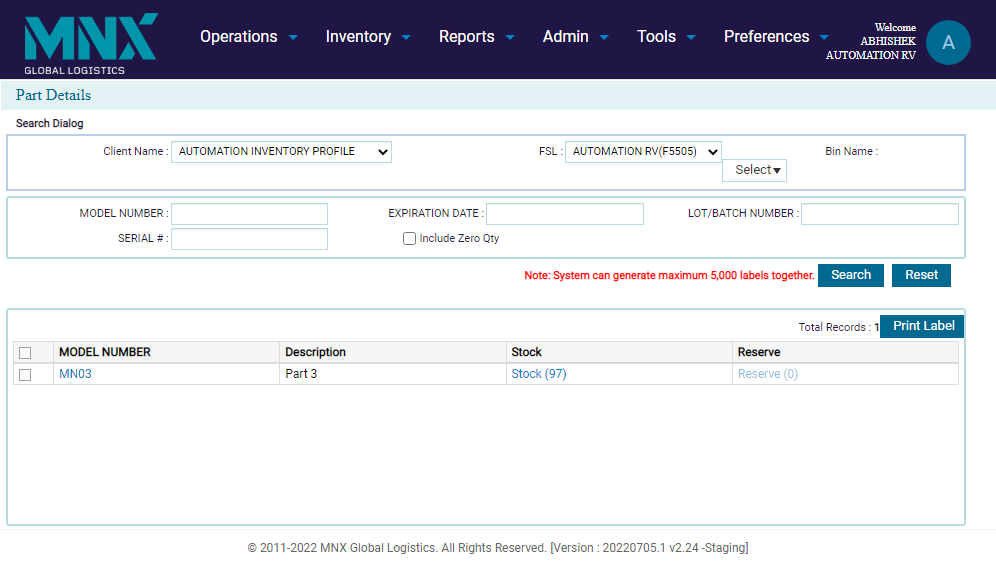 MNX
GLOBAL LOGISTICS
Operations Inventory Reports Admin Tools Preferences
Welcome
ABHISHEK
AUTOMATION RV
A
Part Details
Search Dialog
Client Name : AUTOMATION INVENTORY PROFILE FSL : AUTOMATION RV(F5505) Bin Name :
Select
MODEL NUMBER : EXPIRATION DATE : LOT/BATCH NUMBER :
SERIAL # : Include Zero Qty
Note: System can generate maximum 5,000 labels together. Search Reset
Total Records : 1 Print Label
MODEL NUMBER Description Stock Reserve
MN03 Part 3 Stock (97) Reserve (0)
© 2011-2022 MNX Global Logistics. All Rights Reserved. [Version : 20220705.1 v2.24 -Staging]